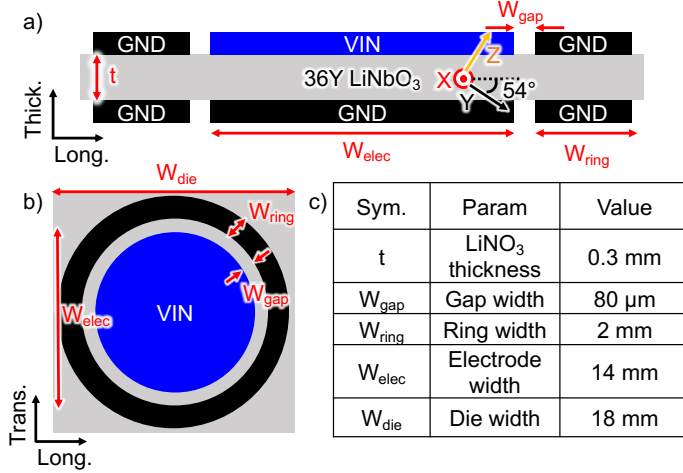 a)
W_gap
GND VIN GND
Z
t
36Y LiNbO₃
X
54°
Y
GND GND GND
Thick.
Long.
W_elec
W_ring
b)
W_die
W_ring
W_gap
W_elec
VIN
Trans.
Long.
c)
Sym. Param Value
t LiNO₃ thickness 0.3 mm
W_gap Gap width 80 µm
W_ring Ring width 2 mm
W_elec Electrode width 14 mm
W_die Die width 18 mm